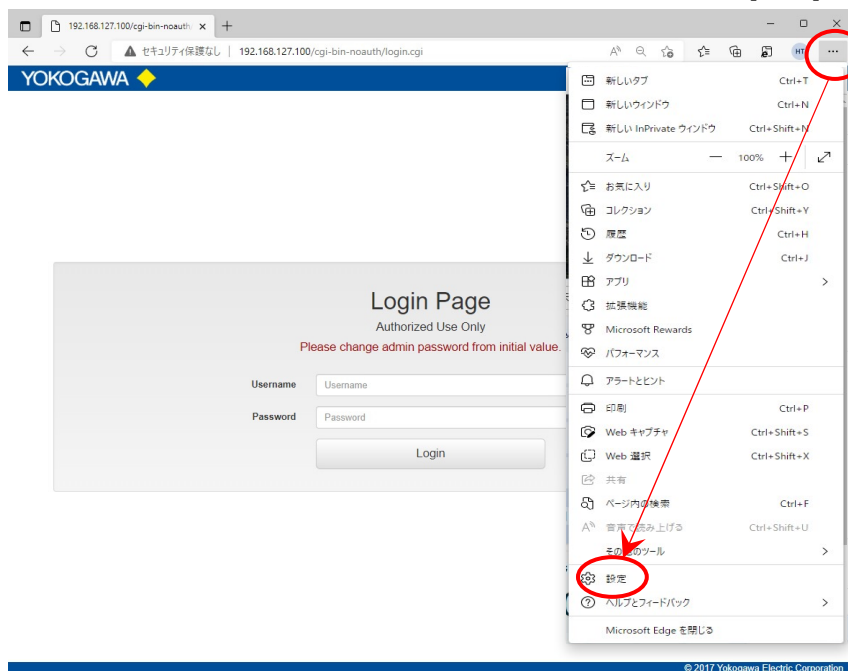 192.168.127.100/cgi-bin-noauth
セキュリティ保護なし | 192.168.127.100/cgi-bin-noauth/login.cgi
HT
YOKOGAWA
Login Page
Authorized Use Only
Please change admin password from initial value.
Username Username
Password Password
Login
新しいタブ Ctrl+T
新しいウィンドウ Ctrl+N
新しい InPrivate ウィンドウ Ctrl+Shift+N
ズーム 100%
お気に入り Ctrl+Shift+O
コレクション Ctrl+Shift+Y
履歴 Ctrl+H
ダウンロード Ctrl+J
アプリ
拡張機能
Microsoft Rewards
パフォーマンス
アラートとヒント
印刷 Ctrl+P
Web キャプチャ Ctrl+Shift+S
Web 選択 Ctrl+Shift+X
共有
ページ内の検索 Ctrl+F
音声で読み上げる Ctrl+Shift+U
その他のツール
設定
ヘルプとフィードバック
Microsoft Edge を閉じる
© 2017 Yokogawa Electric Corporation